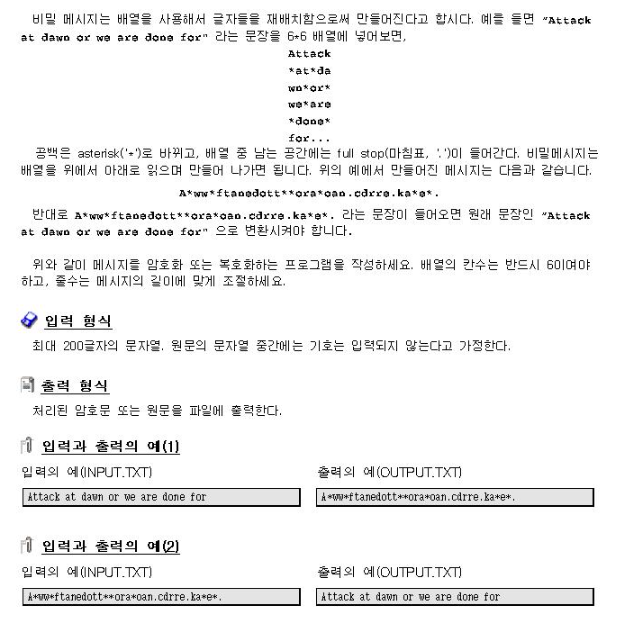 비밀 메시지는 배열을 사용해서 글자들을 재배치함으로써 만들어진다고 합시다. 예를 들면 "Attack
at dawn or we are done for" 라는 문장을 6*6 배열에 넣어보면,
Attack
*at*da
wn*or*
we*are
*done*
for...
공백은 asterisk('*')로 바뀌고, 배열 중 남는 공간에는 full stop(마침표, '.')이 들어간다. 비밀메시지는
배열을 위에서 아래로 읽으며 만들어 나가면 됩니다. 위의 예에서 만들어진 메시지는 다음과 같습니다.
A*ww*ftanedott**ora*oan.cdrre.ka*e*.
반대로 A*ww*ftanedott**ora*oan.cdrre.ka*e*. 라는 문장이 들어오면 원래 문장인 "Attack
at dawn or we are done for" 으로 변환시켜야 합니다.
위와 같이 메시지를 암호화 또는 복호화하는 프로그램을 작성하세요. 배열의 칸수는 반드시 6이여야
하고, 줄수는 메시지의 길이에 맞게 조절하세요.
입력 형식
최대 200글자의 문자열. 원문의 문자열 중간에는 기호는 입력되지 않는다고 가정한다.
출력 형식
처리된 암호문 또는 원문을 파일에 출력한다.
입력과 출력의 예(1)
입력의 예(INPUT.TXT) 출력의 예(OUTPUT.TXT)
Attack at dawn or we are done for A*ww*ftanedott**ora*oan.cdrre.ka*e*.
입력과 출력의 예(2)
입력의 예(INPUT.TXT) 출력의 예(OUTPUT.TXT)
A*ww*ftanedott**ora*oan.cdrre.ka*e*. Attack at dawn or we are done for